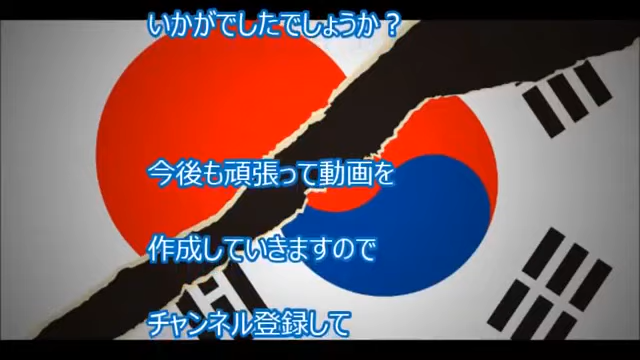 いかがでしたでしょうか？
今後も頑張って動画を
作成していきますので
チャンネル登録して